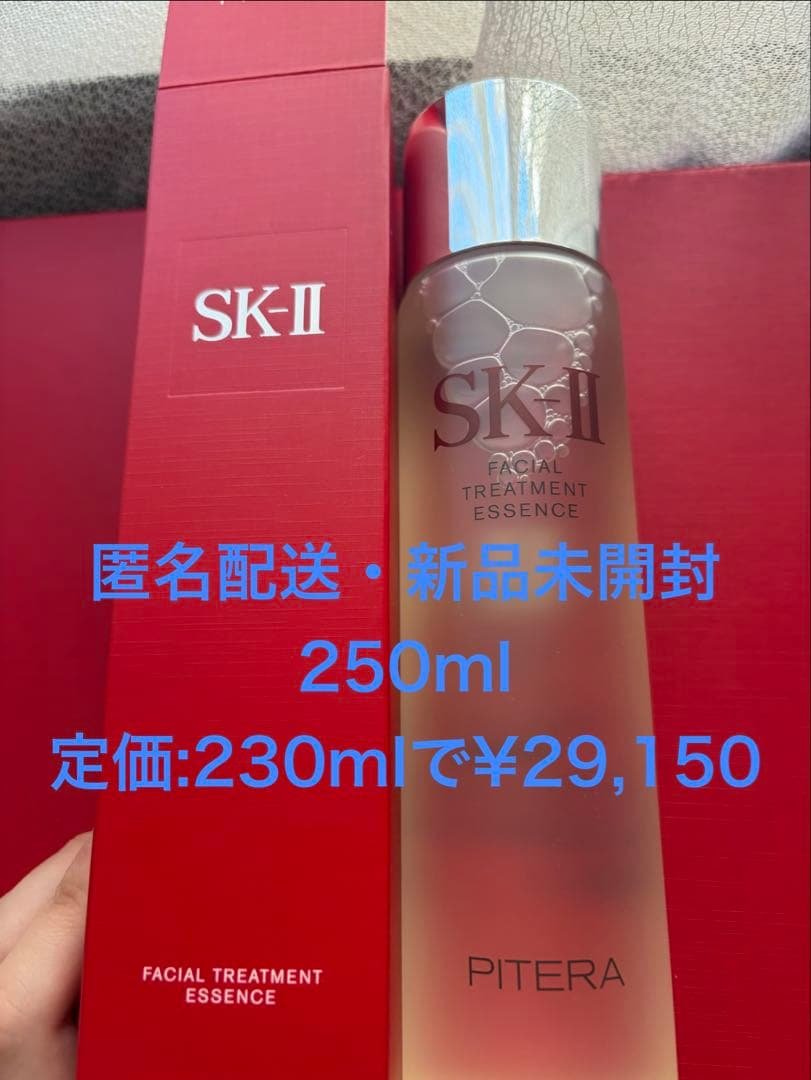 SK-II
SK-II
FACIAL
TREATMENT
ESSENCE
匿名配送・新品未開封
250ml
定価:230mlで¥29,150
FACIAL TREATMENT
ESSENCE
PITERA